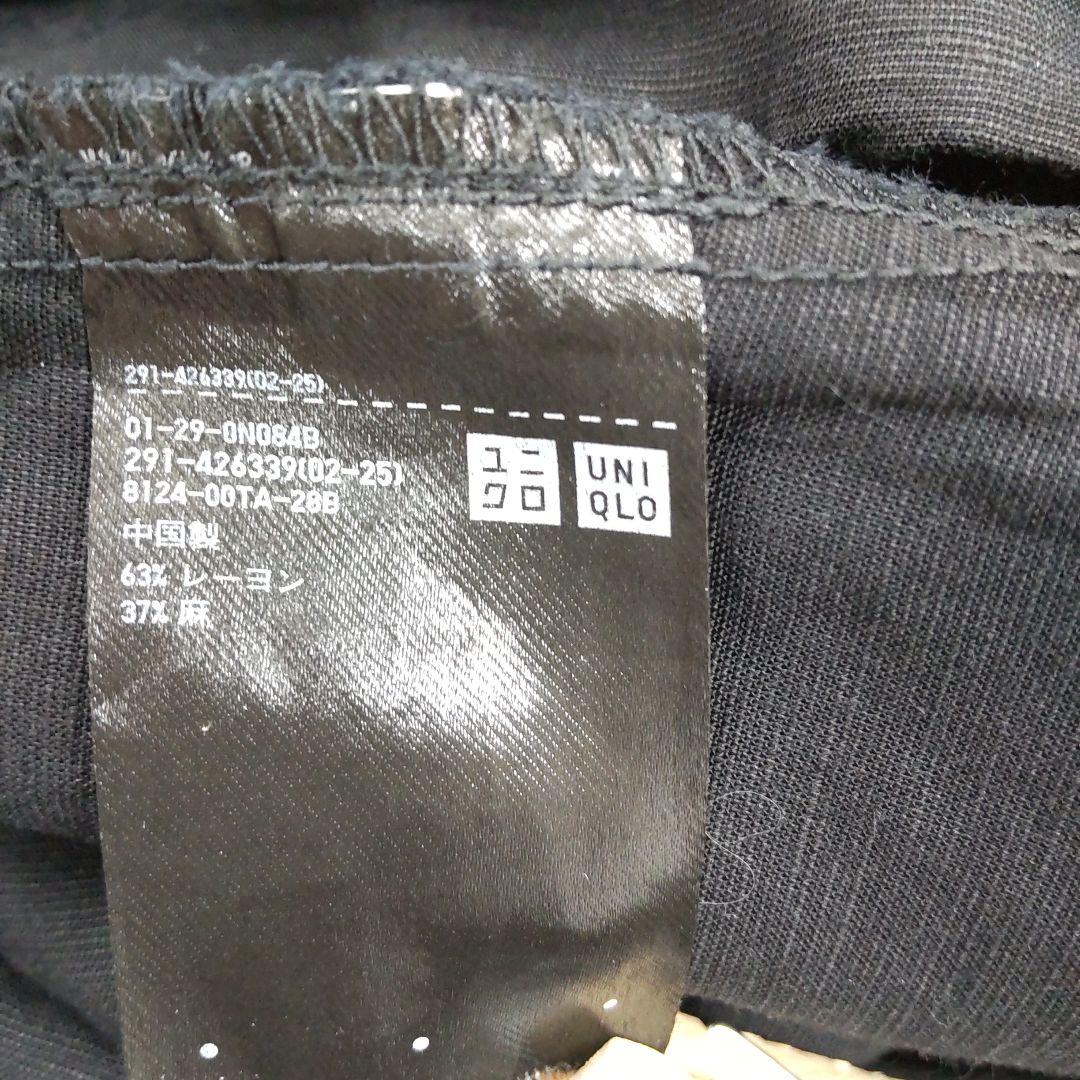 291-426339(02-25)
01-29-0N084B
291-426339(02-25)
8124-00TA-28B
中国製
63% レーヨン
37% 麻
ユニ
クロ
UNI
QLO